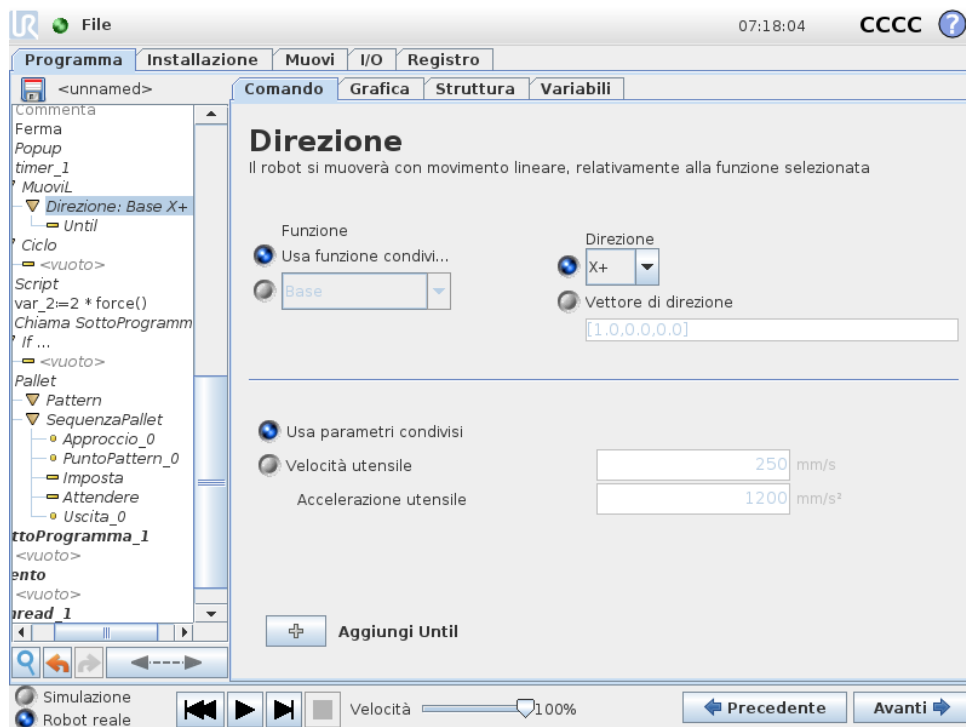 UR File 07:18:04 CCCC ?
Programma Installazione Muovi I/O Registro
<unnamed> Comando Grafica Struttura Variabili
Commenta
Ferma
Popup
timer_1
MuoviL
Direzione: Base X+
Until
Ciclo
<vuoto>
Script
var_2:=2 * force()
Chiama SottoProgramm
If ...
<vuoto>
Pallet
Pattern
SequenzaPallet
Approccio_0
PuntoPattern_0
Imposta
Attendere
Uscita_0
ttoProgramma_1
<vuoto>
ento
<vuoto>
nread_1
Direzione
Il robot si muoverà con movimento lineare, relativamente alla funzione selezionata
Funzione
Usa funzione condivi...
Base
Direzione
X+
Vettore di direzione
[1.0,0.0,0.0]
Usa parametri condivisi
Velocità utensile 250 mm/s
Accelerazione utensile 1200 mm/s²
Aggiungi Until
Simulazione
Robot reale
Velocità 100%
Precedente
Avanti